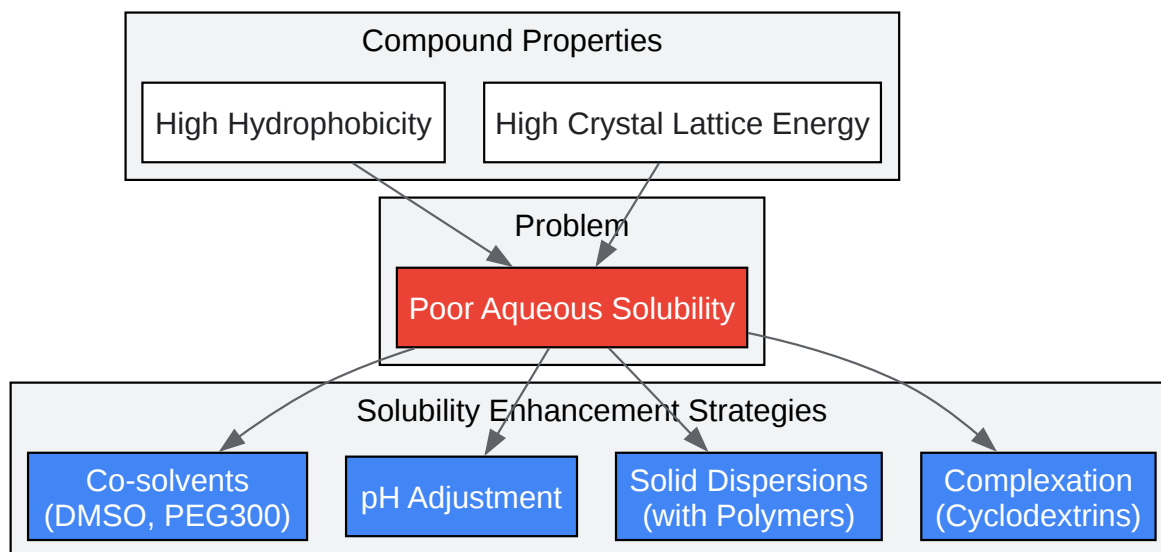 Compound Properties
High Hydrophobicity
High Crystal Lattice Energy
Problem
Poor Aqueous Solubility
Solubility Enhancement Strategies
Co-solvents
(DMSO, PEG300)
pH Adjustment
Solid Dispersions
(with Polymers)
Complexation
(Cyclodextrins)